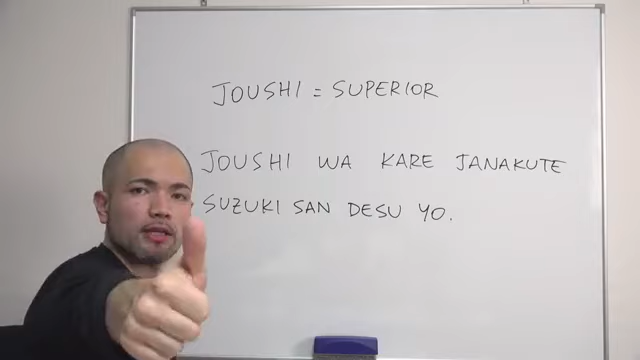 JOUSHI = SUPERIOR
JOUSHI WA KARE JANAKUTE
SUZUKI SAN DESU YO.